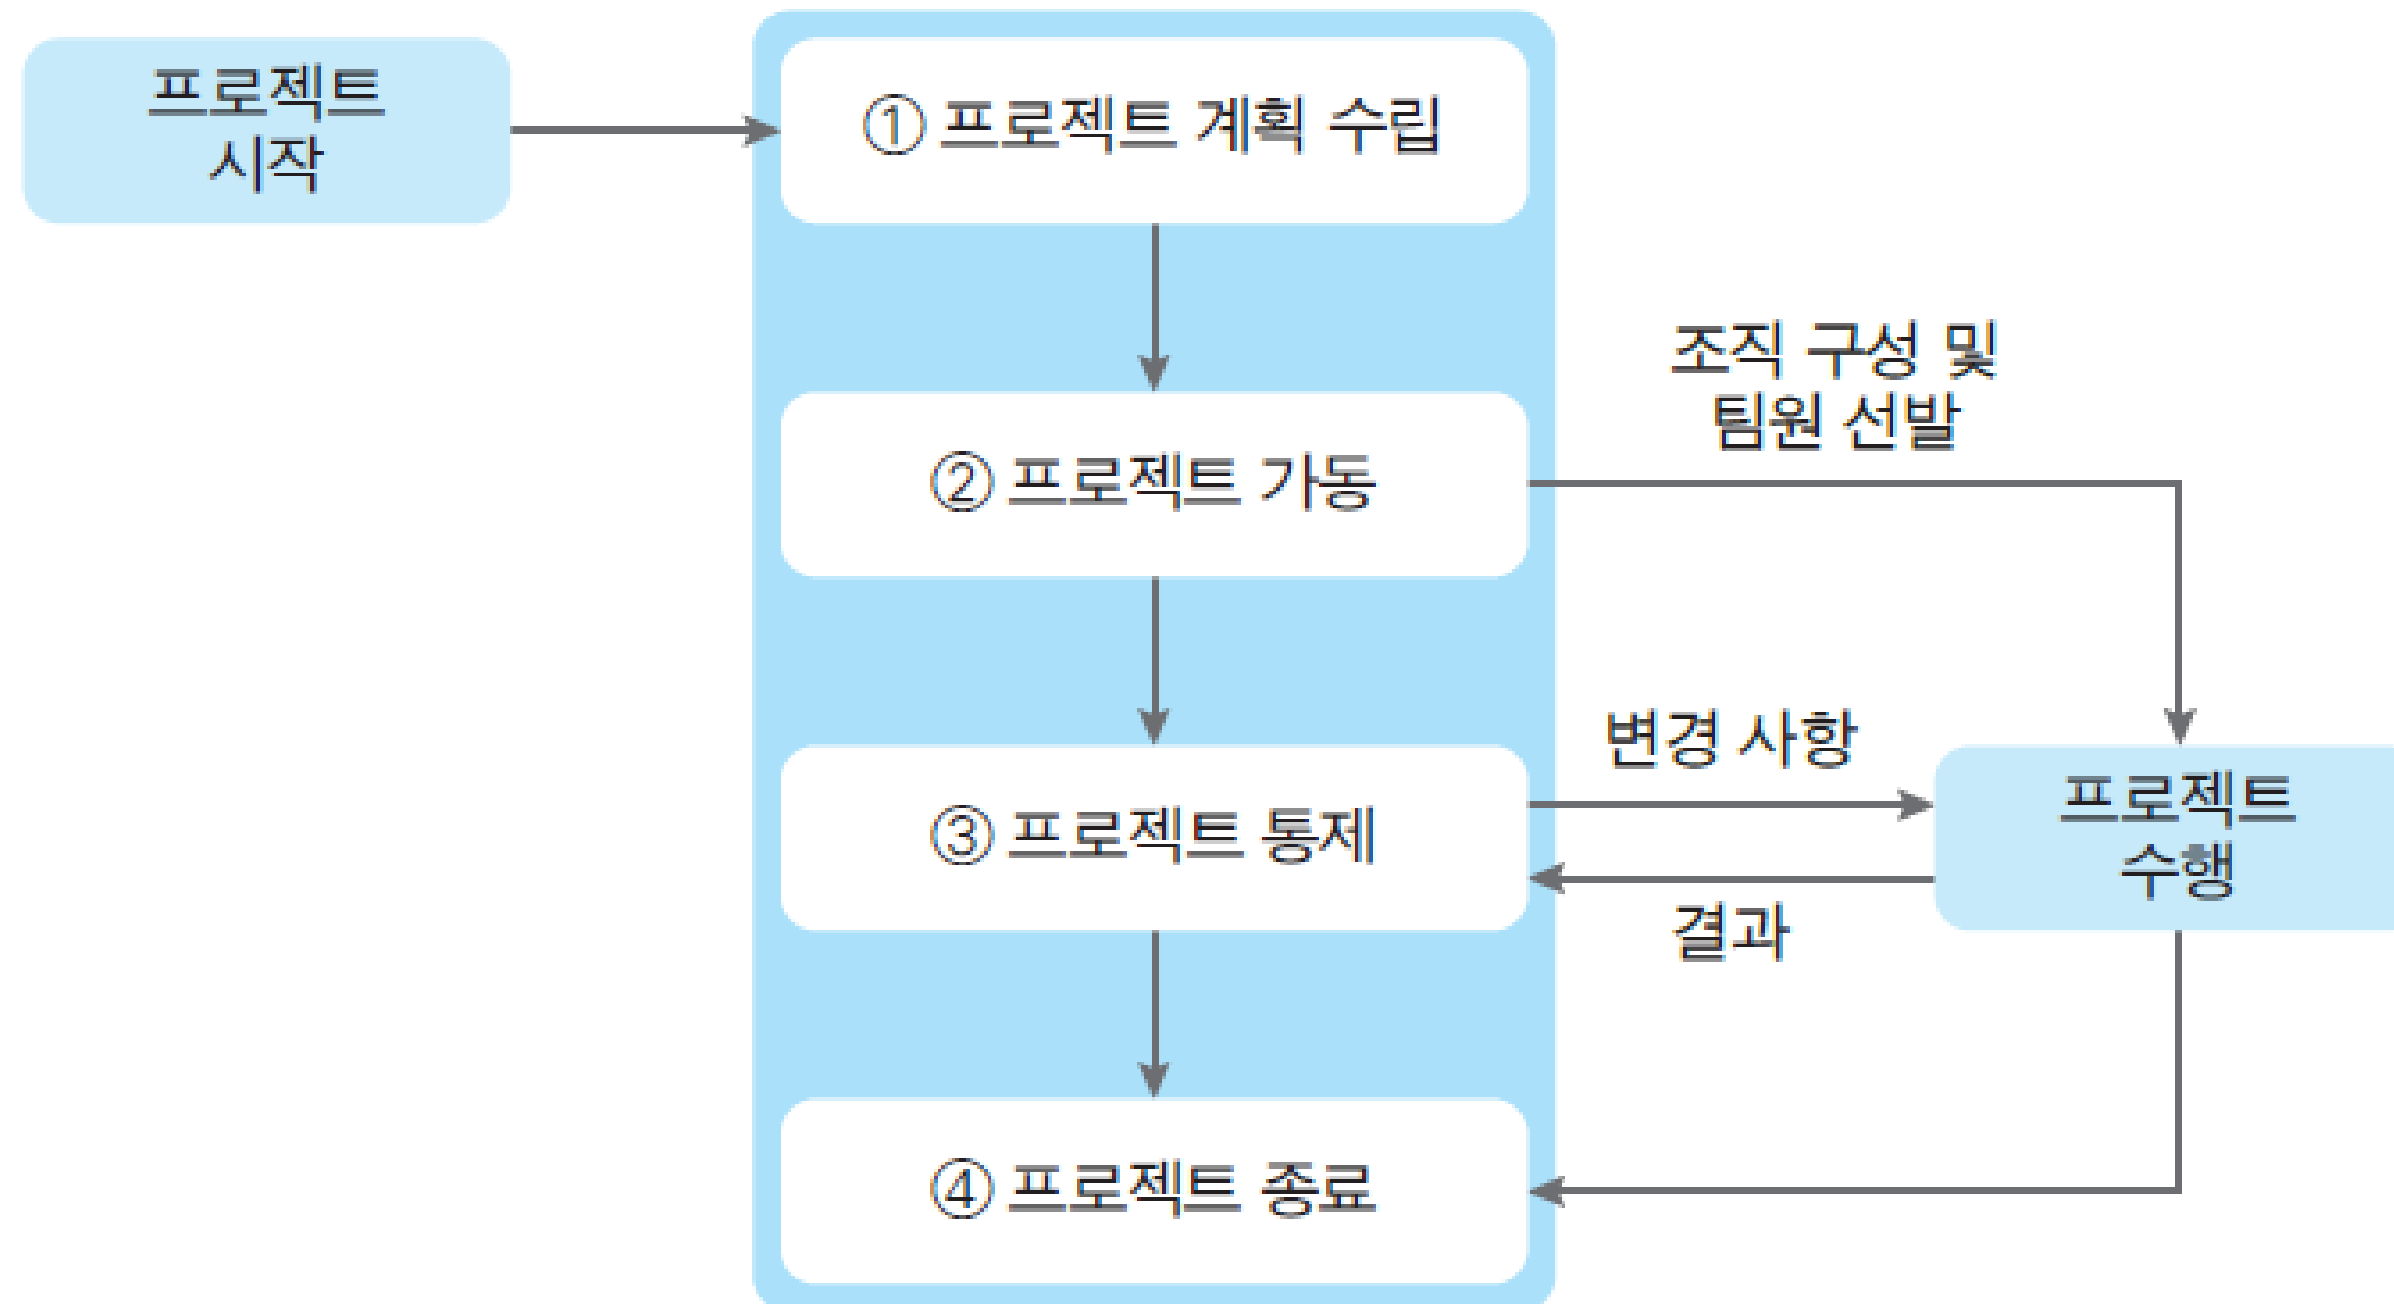 프로젝트
시작
① 프로젝트 계획 수립
조직 구성 및
팀원 선발
② 프로젝트 가동
변경 사항
③ 프로젝트 통제
프로젝트
수행
결과
④ 프로젝트 종료